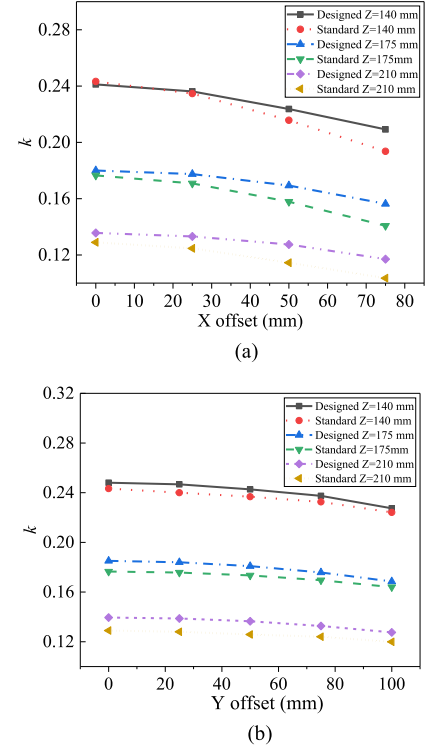 Designed Z=140 mm
Standard Z=140 mm
Designed Z=175 mm
Standard Z=175mm
Designed Z=210 mm
Standard Z=210 mm
k
0.28
0.24
0.20
0.16
0.12
0 10 20 30 40 50 60 70 80
X offset (mm)
(a)
Designed Z=140 mm
Standard Z=140 mm
Designed Z=175 mm
Standard Z=175mm
Designed Z=210 mm
Standard Z=210 mm
k
0.32
0.28
0.24
0.20
0.16
0.12
0 20 40 60 80 100
Y offset (mm)
(b)